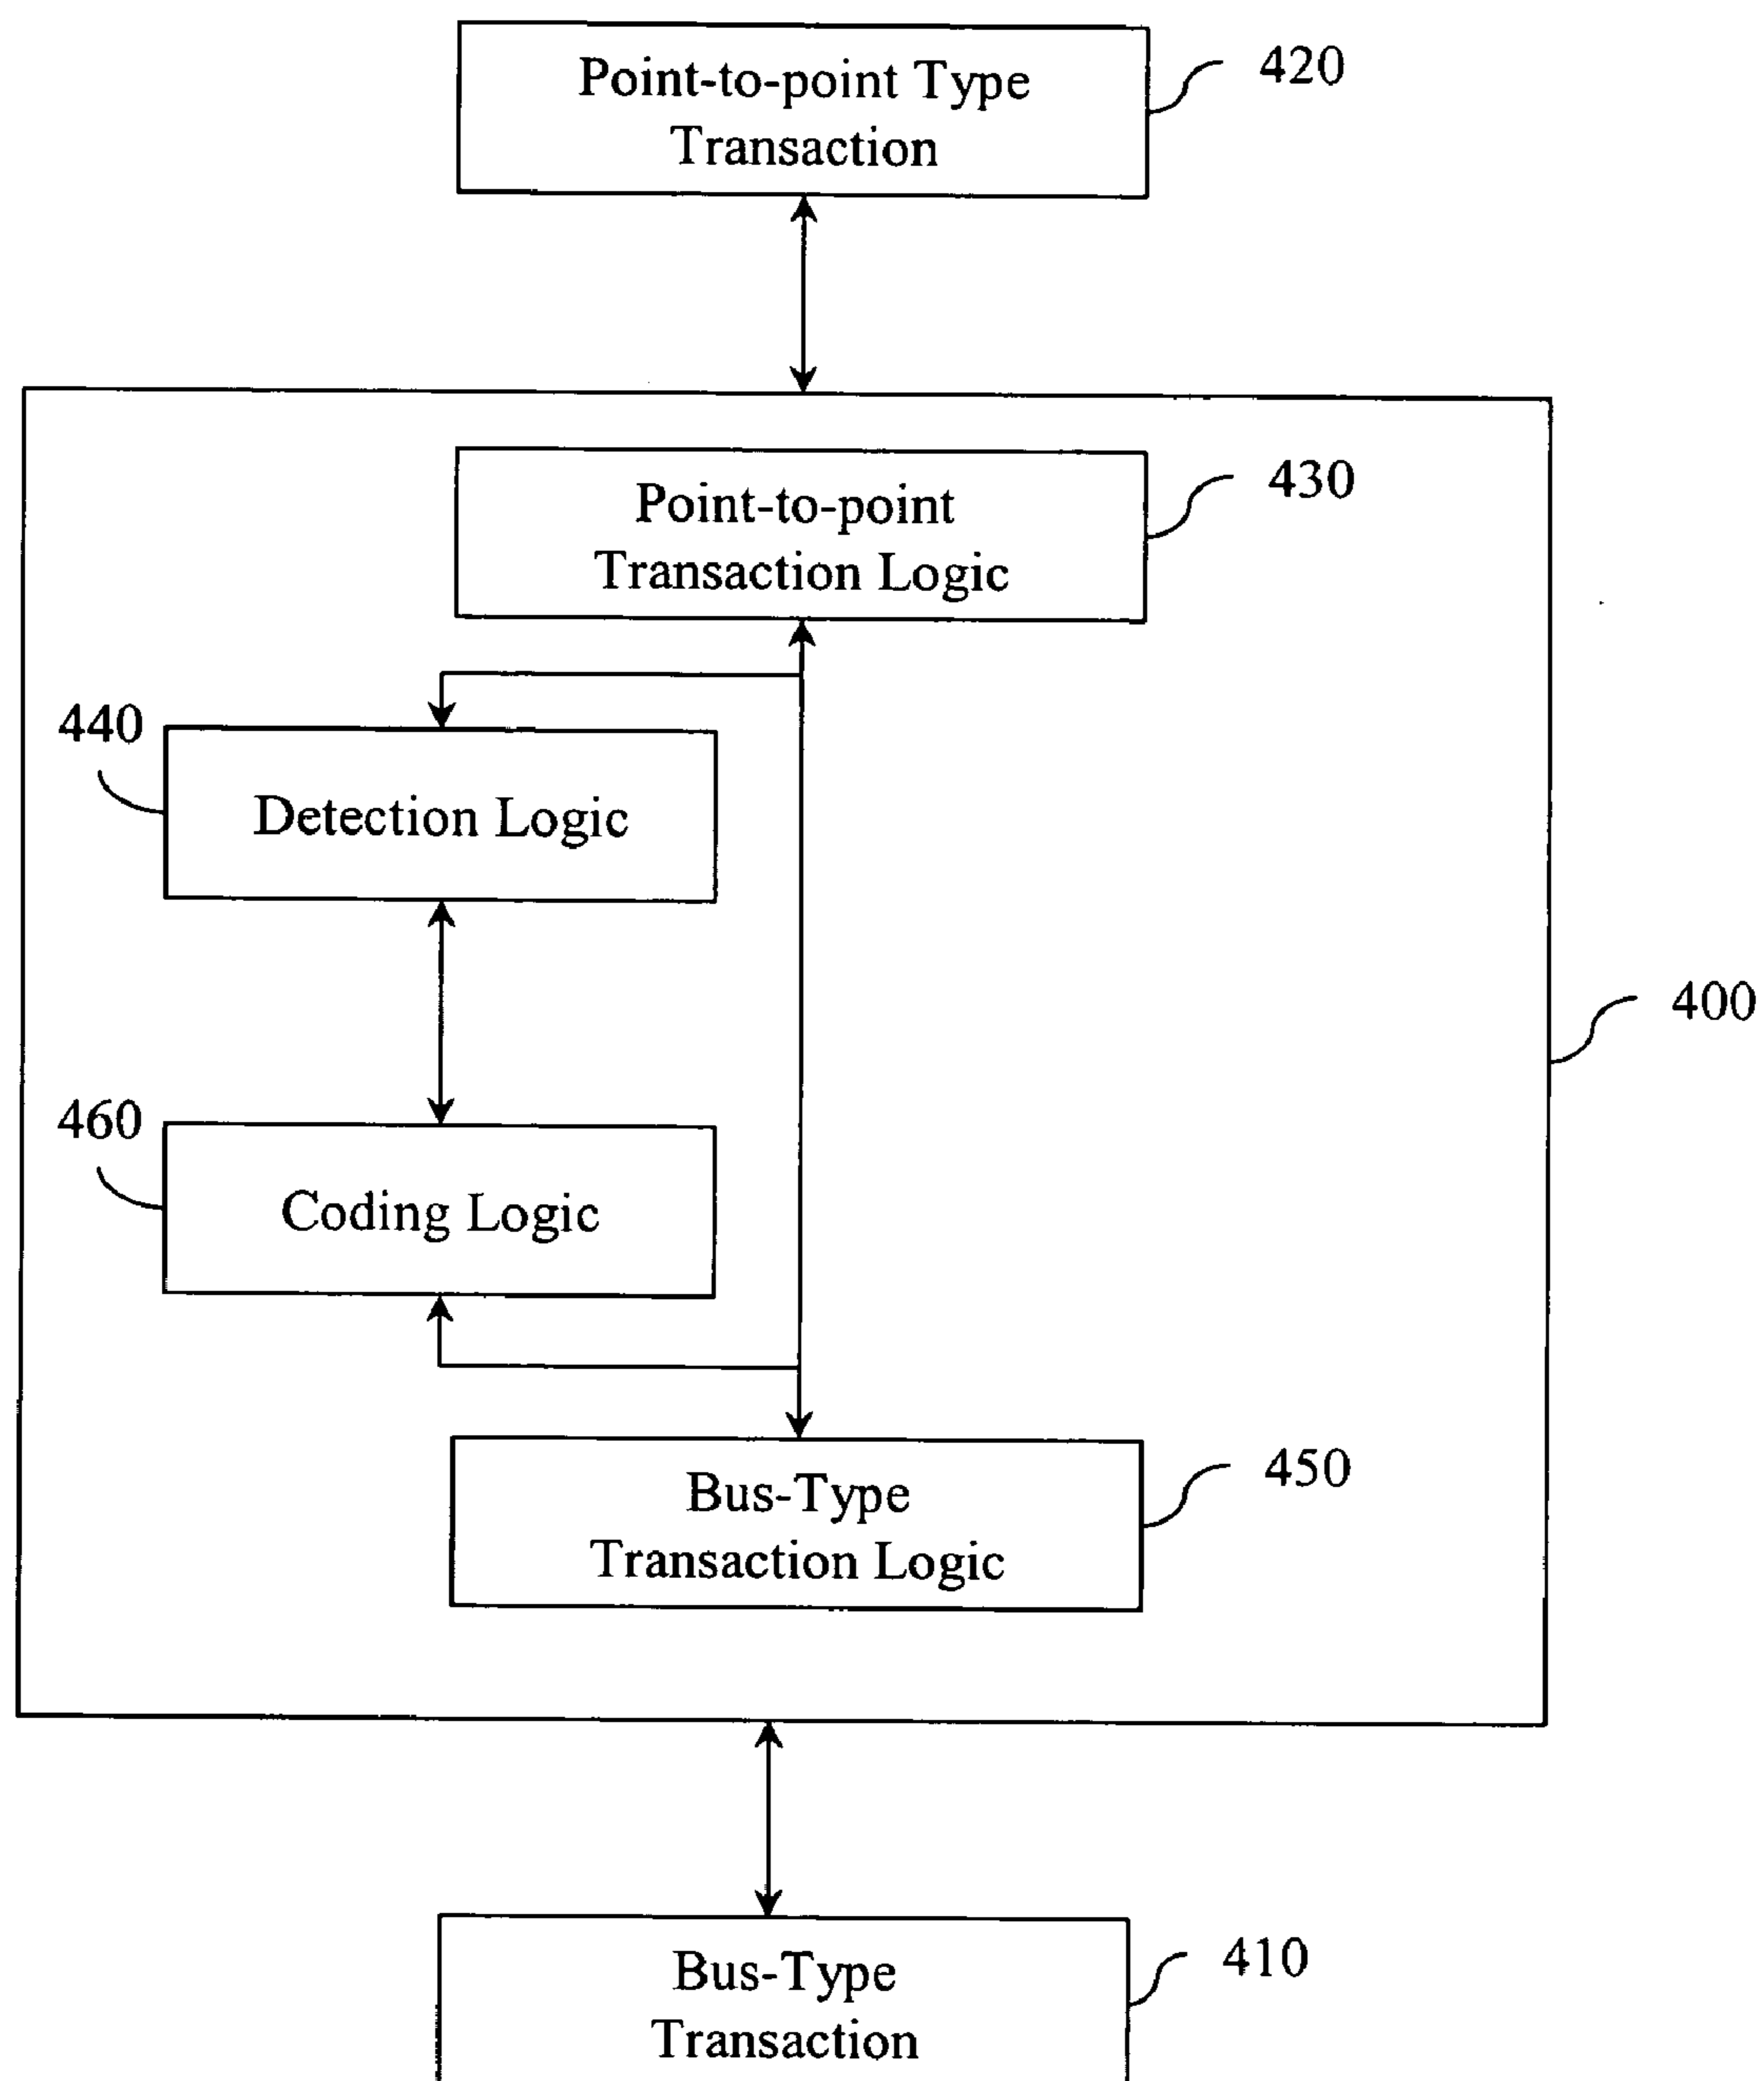 Point-to-point Type
Transaction
420
Point-to-point
Transaction Logic
430
440
Detection Logic
400
460
Coding Logic
Bus-Type
Transaction Logic
450
Bus-Type
Transaction
410